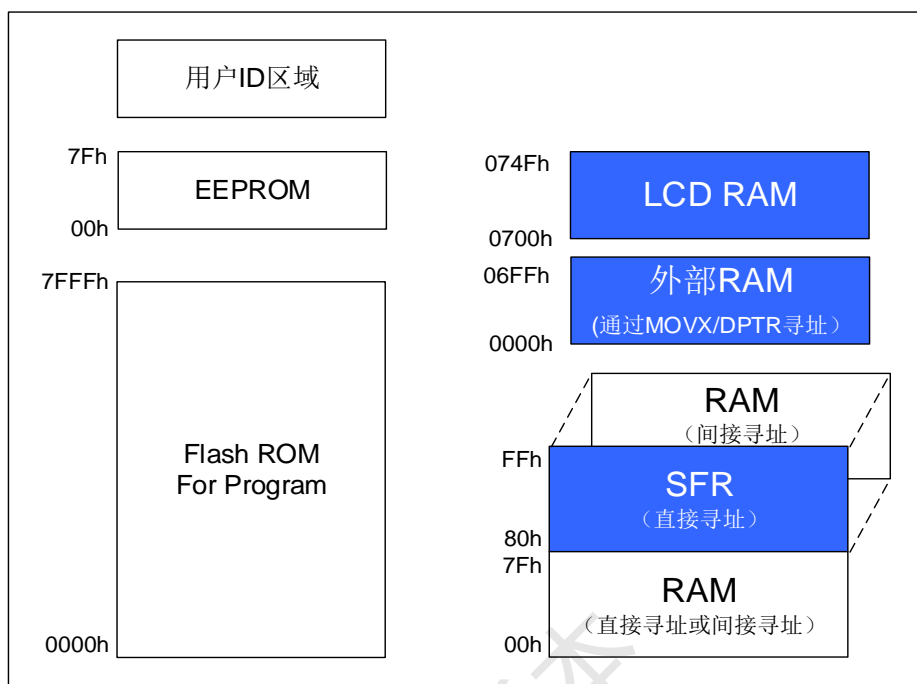 用户ID区域
7Fh
EEPROM
00h
7FFFh
Flash ROM
For Program
0000h
074Fh
LCD RAM
0700h
06FFh
外部RAM
(通过MOVX/DPTR寻址）
0000h
RAM
（间接寻址）
FFh
SFR
（直接寻址）
80h
7Fh
RAM
（直接寻址或间接寻址）
00h
本